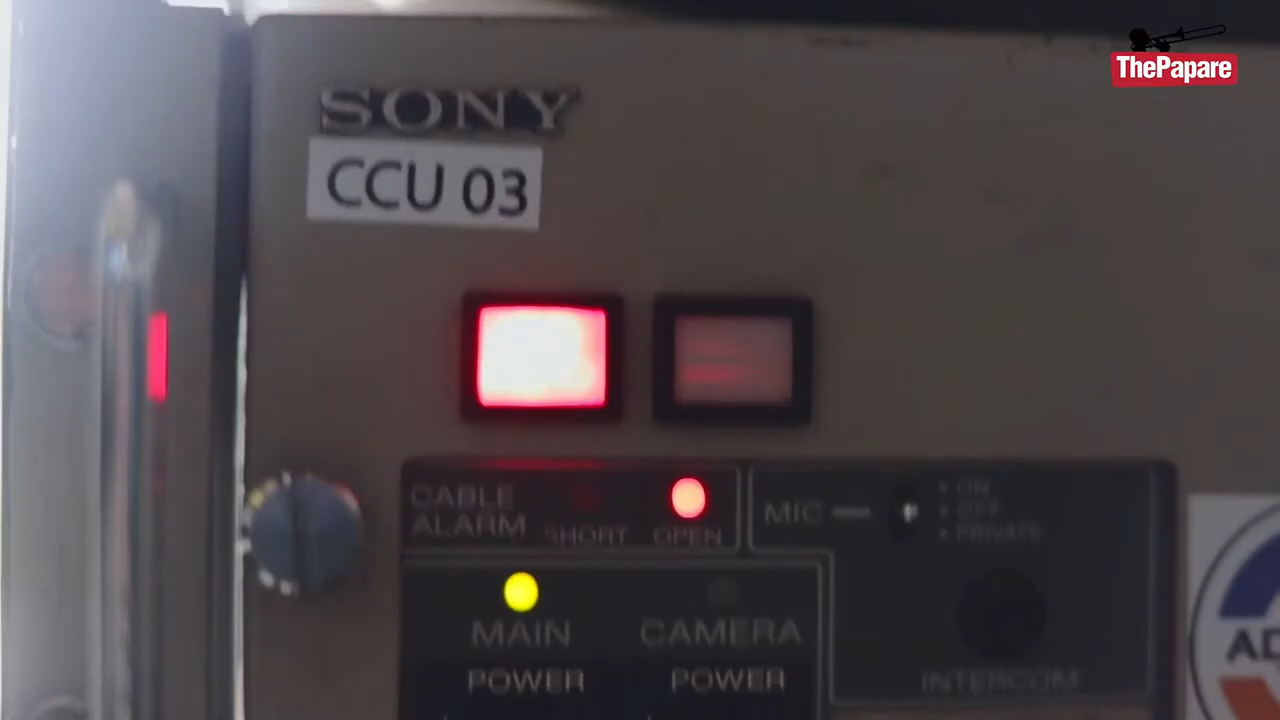 ThePapare
SONY
CCU 03
CABLE
ALARM
SHORT
OPEN
MIC
• ON
• OFF
• PRIVATE
MAIN
POWER
CAMERA
POWER
INTERCOM